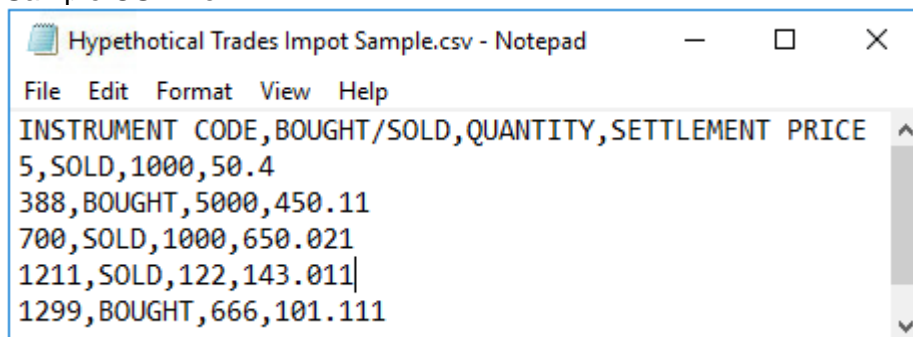 Hypethotical Trades Impot Sample.csv - Notepad
File Edit Format View Help
INSTRUMENT CODE,BOUGHT/SOLD,QUANTITY,SETTLEMENT PRICE
5,SOLD,1000,50.4
388,BOUGHT,5000,450.11
700,SOLD,1000,650.021
1211,SOLD,122,143.011
1299,BOUGHT,666,101.111